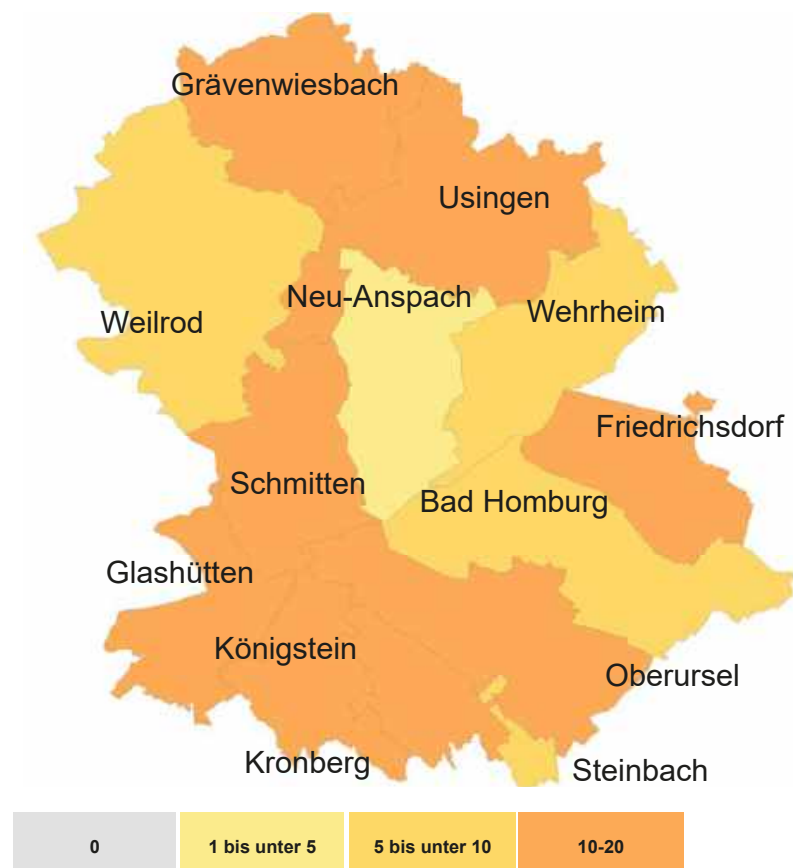 Grävenwiesbach
Usingen
Neu-Anspach
Wehrheim
Weilrod
Friedrichsdorf
Schmitten
Bad Homburg
Glashütten
Königstein
Oberursel
Kronberg
Steinbach
0
1 bis unter 5
5 bis unter 10
10-20